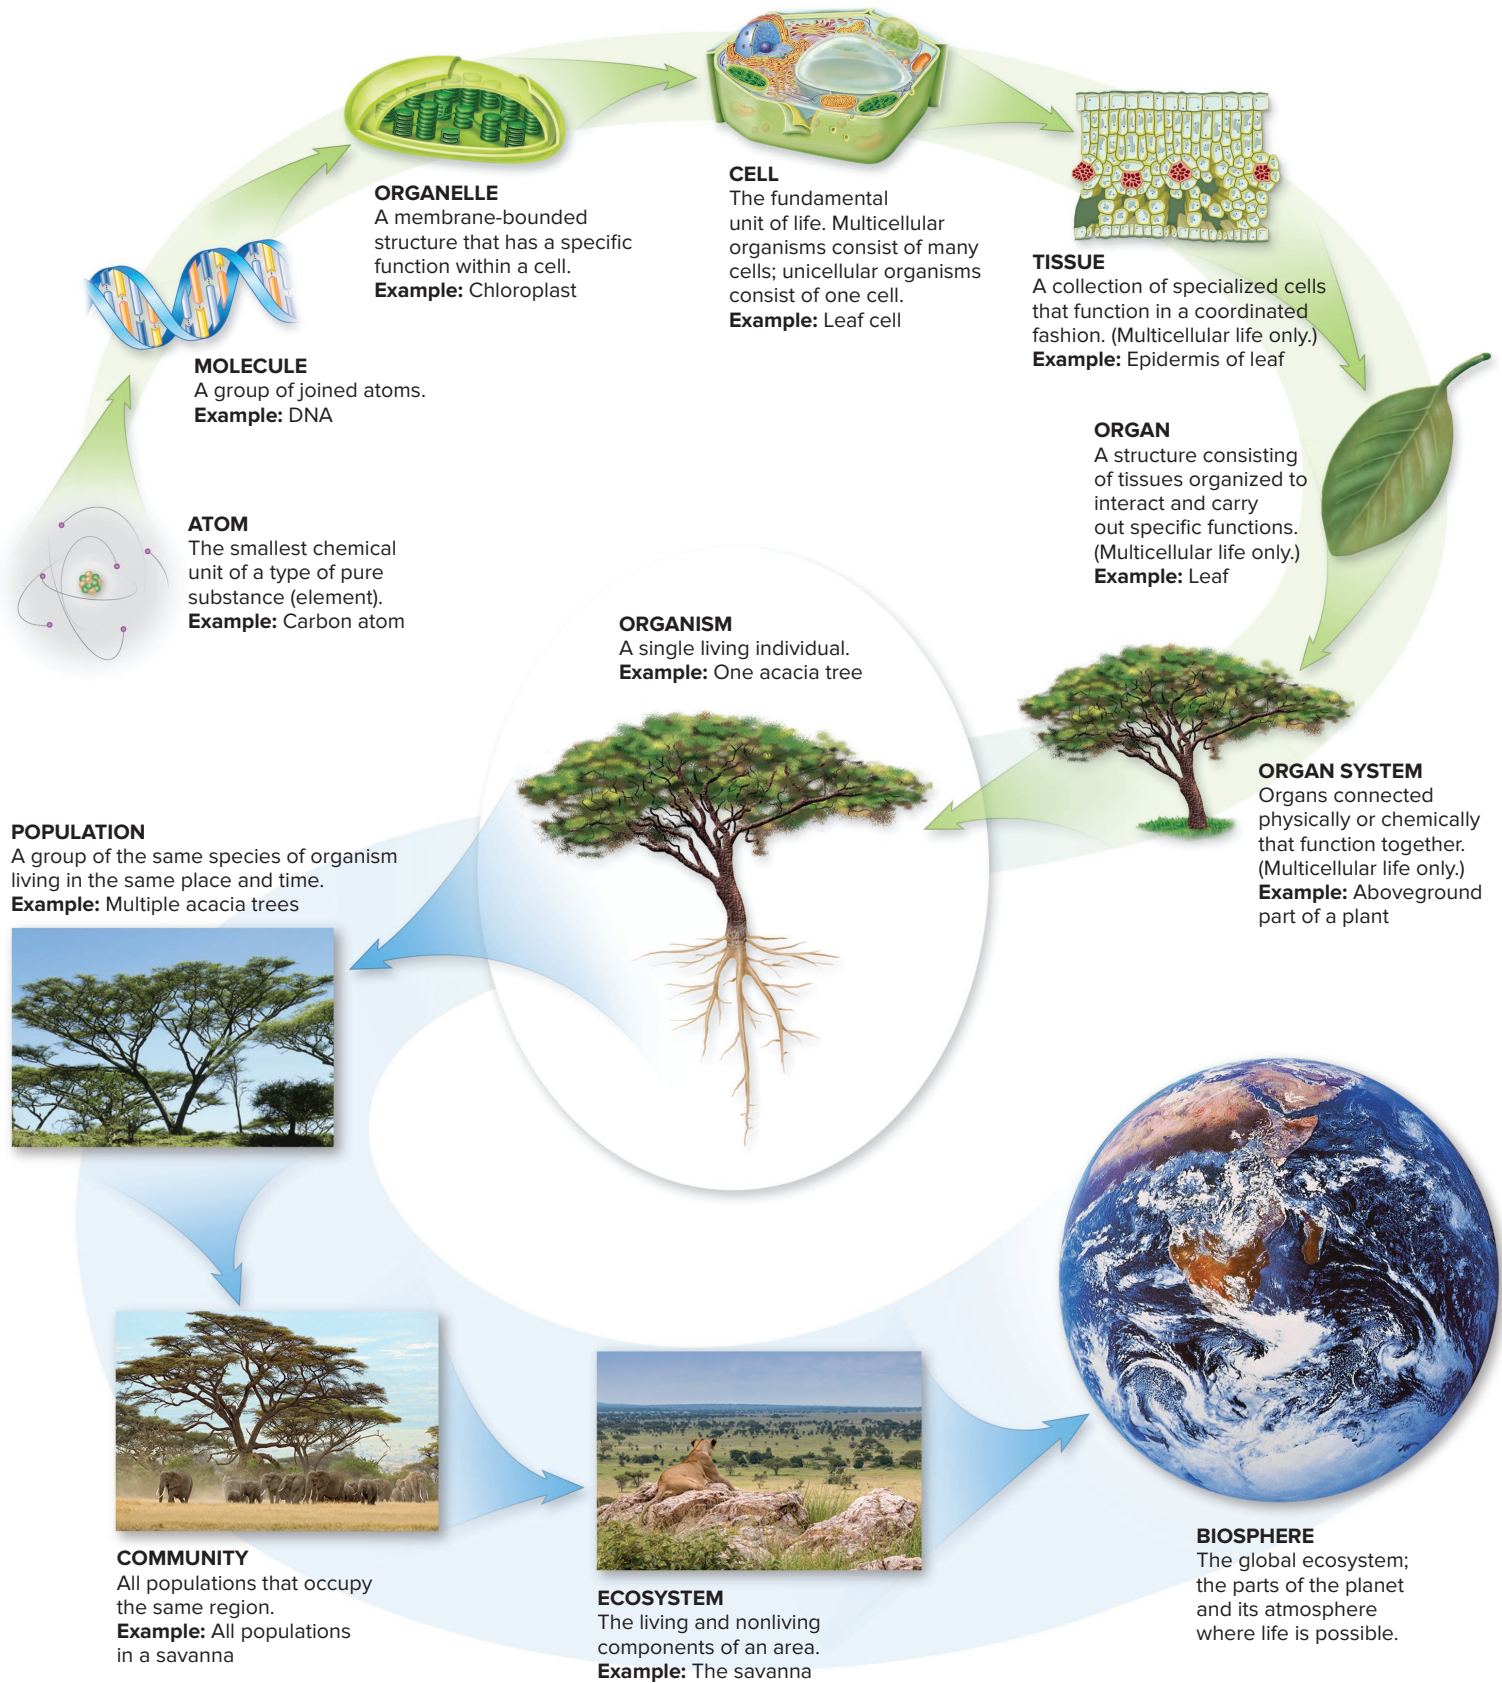 ATOM
The smallest chemical
unit of a type of pure
substance (element).
Example: Carbon atom
MOLECULE
A group of joined atoms.
Example: DNA
ORGANELLE
A membrane-bounded
structure that has a specific
function within a cell.
Example: Chloroplast
CELL
The fundamental
unit of life. Multicellular
organisms consist of many
cells; unicellular organisms
consist of one cell.
Example: Leaf cell
TISSUE
A collection of specialized cells
that function in a coordinated
fashion. (Multicellular life only.)
Example: Epidermis of leaf
ORGAN
A structure consisting
of tissues organized to
interact and carry
out specific functions.
(Multicellular life only.)
Example: Leaf
ORGAN SYSTEM
Organs connected
physically or chemically
that function together.
(Multicellular life only.)
Example: Aboveground
part of a plant
ORGANISM
A single living individual.
Example: One acacia tree
POPULATION
A group of the same species of organism
living in the same place and time.
Example: Multiple acacia trees
COMMUNITY
All populations that occupy
the same region.
Example: All populations
in a savanna
ECOSYSTEM
The living and nonliving
components of an area.
Example: The savanna
BIOSPHERE
The global ecosystem;
the parts of the planet
and its atmosphere
where life is possible.